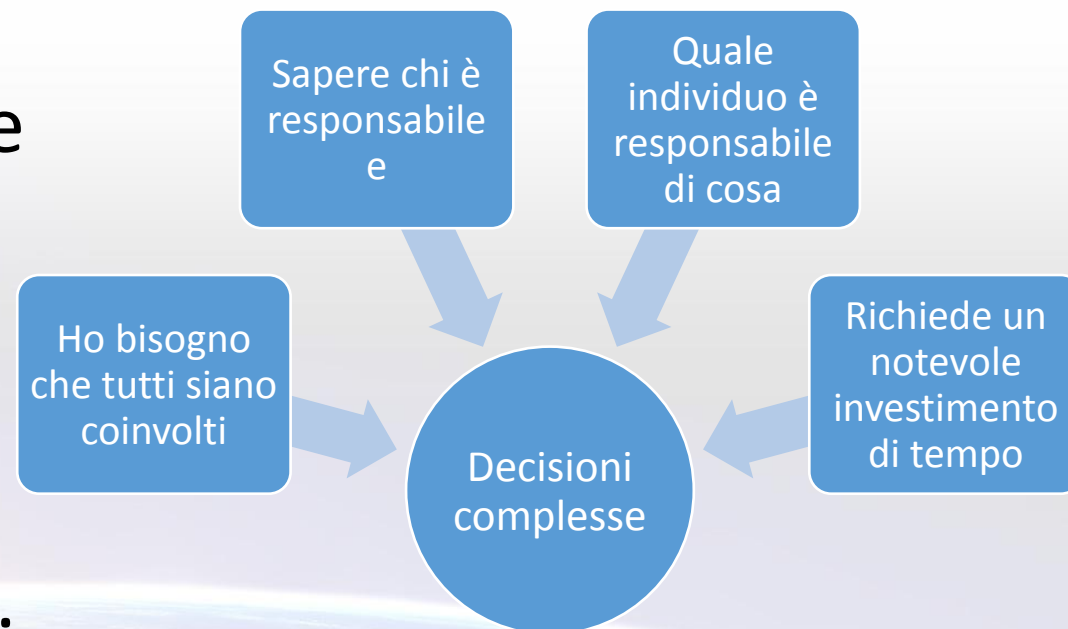 e
Sapere chi è
responsabile
e
Quale
individuo è
responsabile
di cosa
Ho bisogno
che tutti siano
coinvolti
Richiede un
notevole
investimento
di tempo
Decisioni
complesse
.